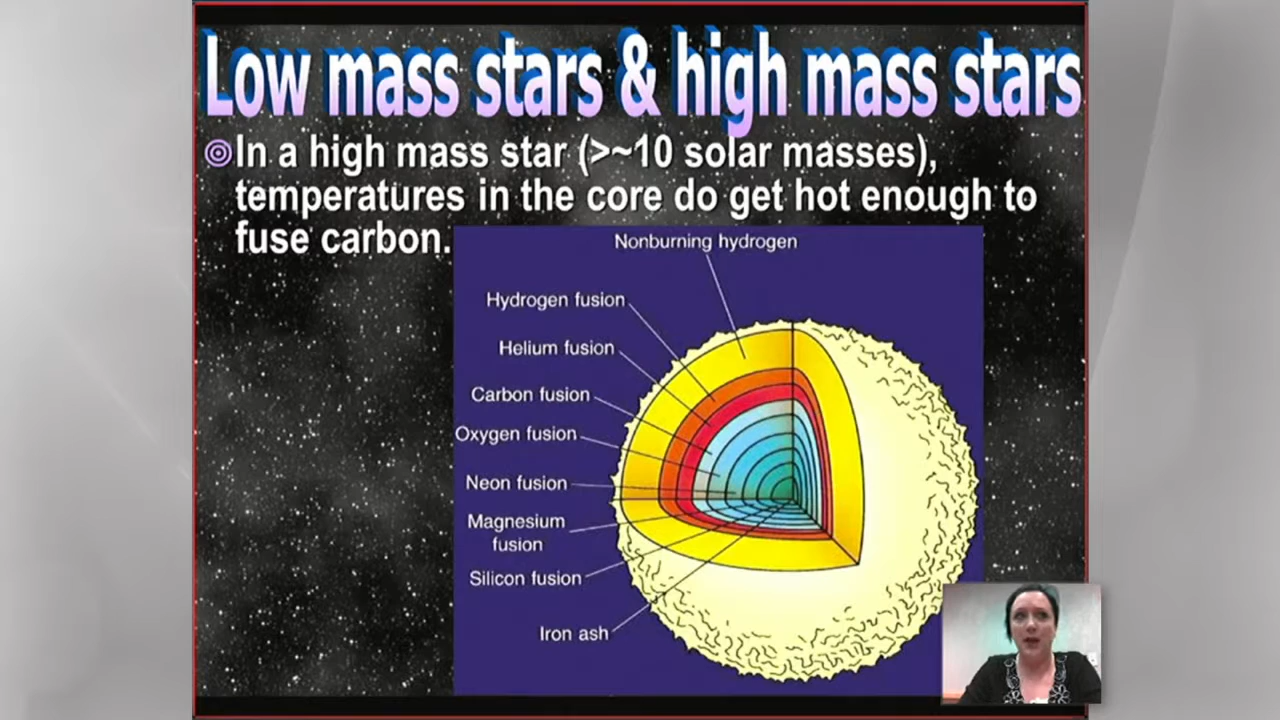 Low mass stars & high mass stars
In a high mass star (>~10 solar masses),
temperatures in the core do get hot enough to
fuse carbon.
Nonburning hydrogen
Hydrogen fusion
Helium fusion
Carbon fusion
Oxygen fusion
Neon fusion
Magnesium
fusion
Silicon fusion
Iron ash